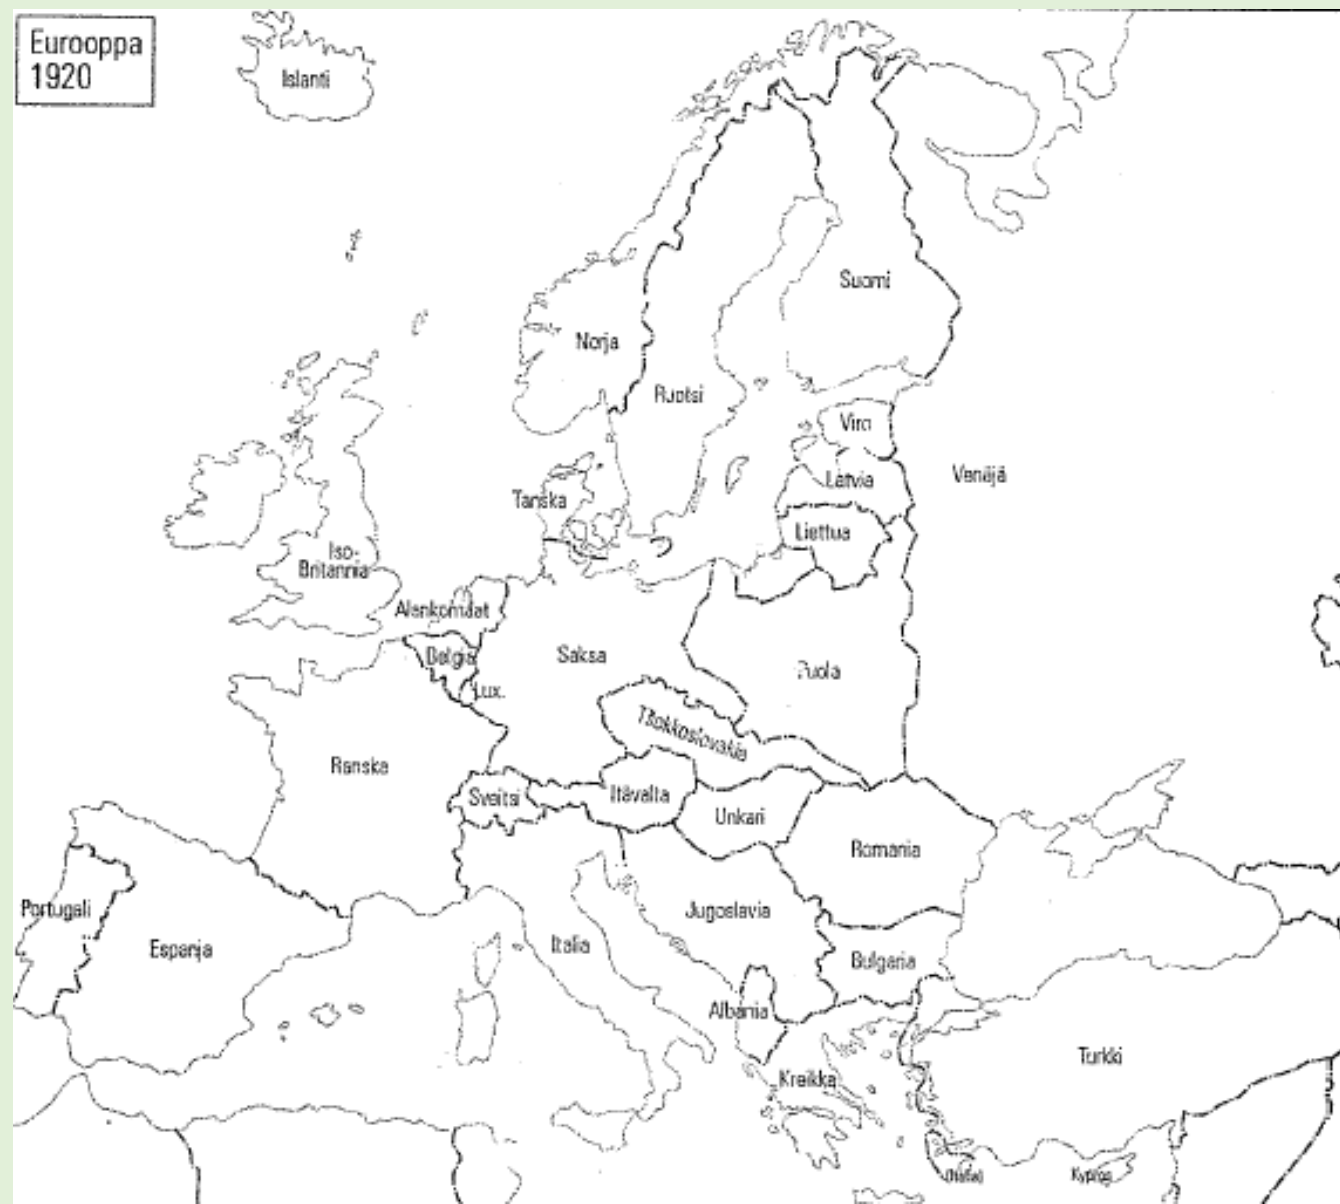 Eurooppa
1920
Islanti
Suomi
Norja
Ruotsi
Viro
Venäjä
Latvia
Tanska
Liettua
Iso-
Britannia
Alankomaat
Belgia
Saksa
Puola
Lux.
Tšekkoslovakia
Ranska
Sveitsi
Itävalta
Unkari
Romania
Portugali
Jugoslavia
Espanja
Italia
Bulgaria
Albania
Turkki
Kreikka
(Italia)
Kypros